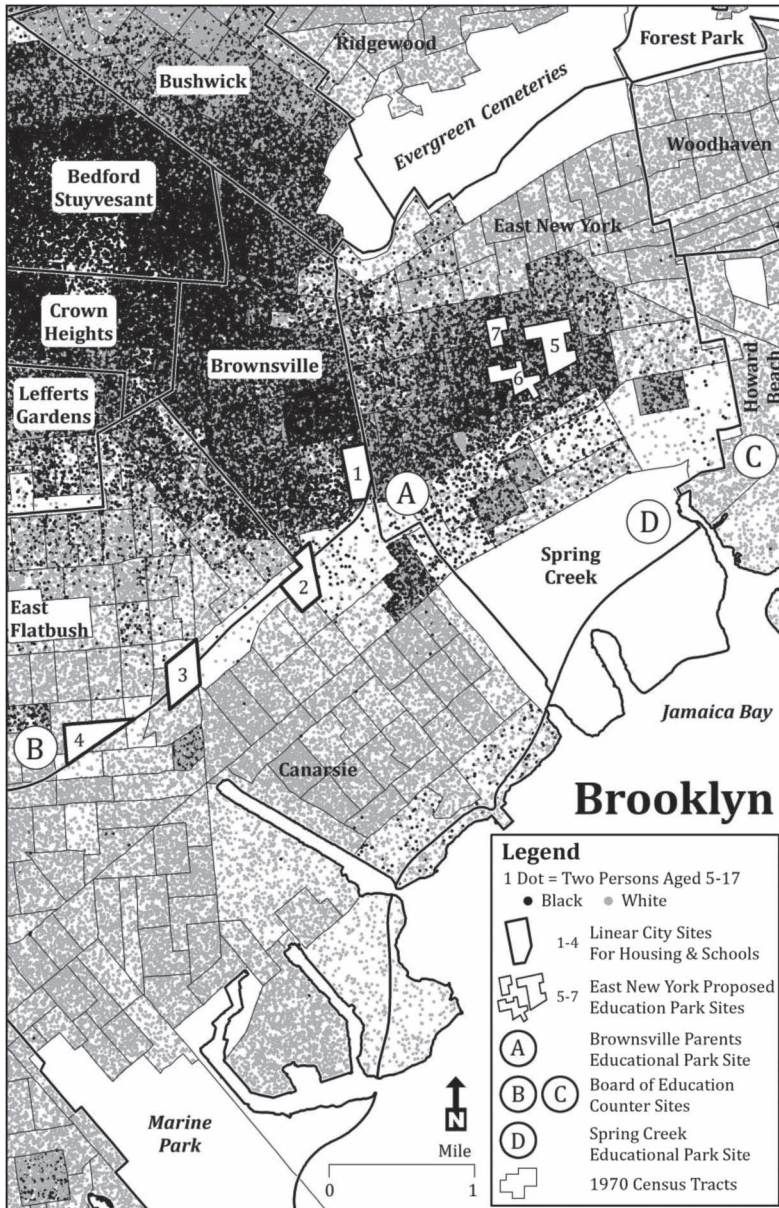 Ridgewood
Forest Park
Bushwick
Evergreen Cemeteries
Woodhaven
Bedford
Stuyvesant
East New York
Crown
Heights
7
5
Brownsville
6
Howard
Beach
Lefferts
Gardens
1
A
C
D
Spring
Creek
2
East
Flatbush
3
Jamaica Bay
B
4
Canarsie
Brooklyn
Legend
1 Dot = Two Persons Aged 5-17
Black White
1-4 Linear City Sites
For Housing & Schools
5-7 East New York Proposed
Education Park Sites
A Brownsville Parents
Educational Park Site
B C Board of Education
Counter Sites
D Spring Creek
Educational Park Site
1970 Census Tracts
Marine
Park
N
Mile
0 1